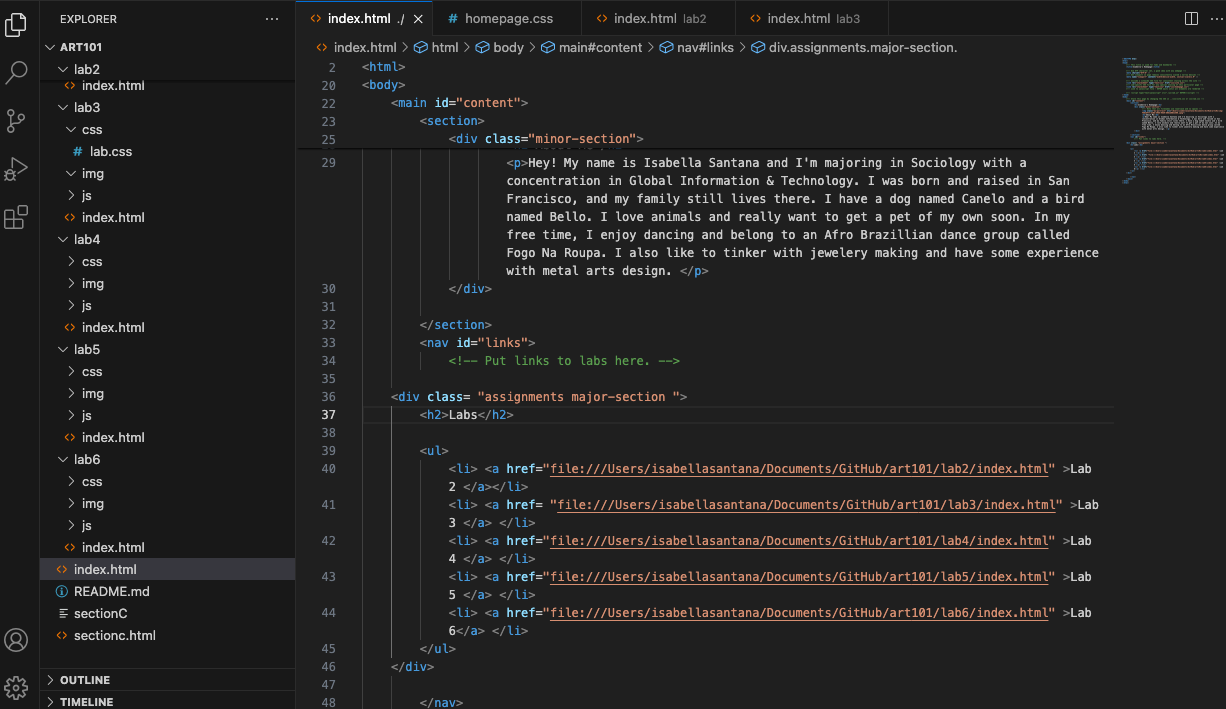 EXPLORER
ART101
lab2
index.html
lab3
css
# lab.css
img
js
index.html
lab4
css
img
js
index.html
lab5
css
img
js
index.html
lab6
css
img
js
index.html
index.html
README.md
sectionC
sectionc.html
OUTLINE
TIMELINE
index.html ./
# homepage.css
index.html lab2
index.html lab3
index.html > html > body > main#content > nav#links > div.assignments.major-section.
2 <html>
20 <body>
22 <main id="content">
23 <section>
25 <div class="minor-section">
29 <p>Hey! My name is Isabella Santana and I'm majoring in Sociology with a
concentration in Global Information & Technology. I was born and raised in San
Francisco, and my family still lives there. I have a dog named Canelo and a bird
named Bello. I love animals and really want to get a pet of my own soon. In my
free time, I enjoy dancing and belong to an Afro Brazillian dance group called
Fogo Na Roupa. I also like to tinker with jewelery making and have some experience
with metal arts design. </p>
30 </div>
31
32 </section>
33 <nav id="links">
34 <!-- Put links to labs here. -->
35
36 <div class= "assignments major-section ">
37 <h2>Labs</h2>
38
39 <ul>
40 <li> <a href="file:///Users/isabellasantana/Documents/GitHub/art101/lab2/index.html" >Lab
2 </a></li>
41 <li> <a href= "file:///Users/isabellasantana/Documents/GitHub/art101/lab3/index.html" >Lab
3 </a> </li>
42 <li> <a href="file:///Users/isabellasantana/Documents/GitHub/art101/lab4/index.html" >Lab
4 </a> </li>
43 <li> <a href="file:///Users/isabellasantana/Documents/GitHub/art101/lab5/index.html" >Lab
5 </a> </li>
44 <li> <a href="file:///Users/isabellasantana/Documents/GitHub/art101/lab6/index.html" >Lab
6</a> </li>
45 </ul>
46 </div>
47
48 </nav>